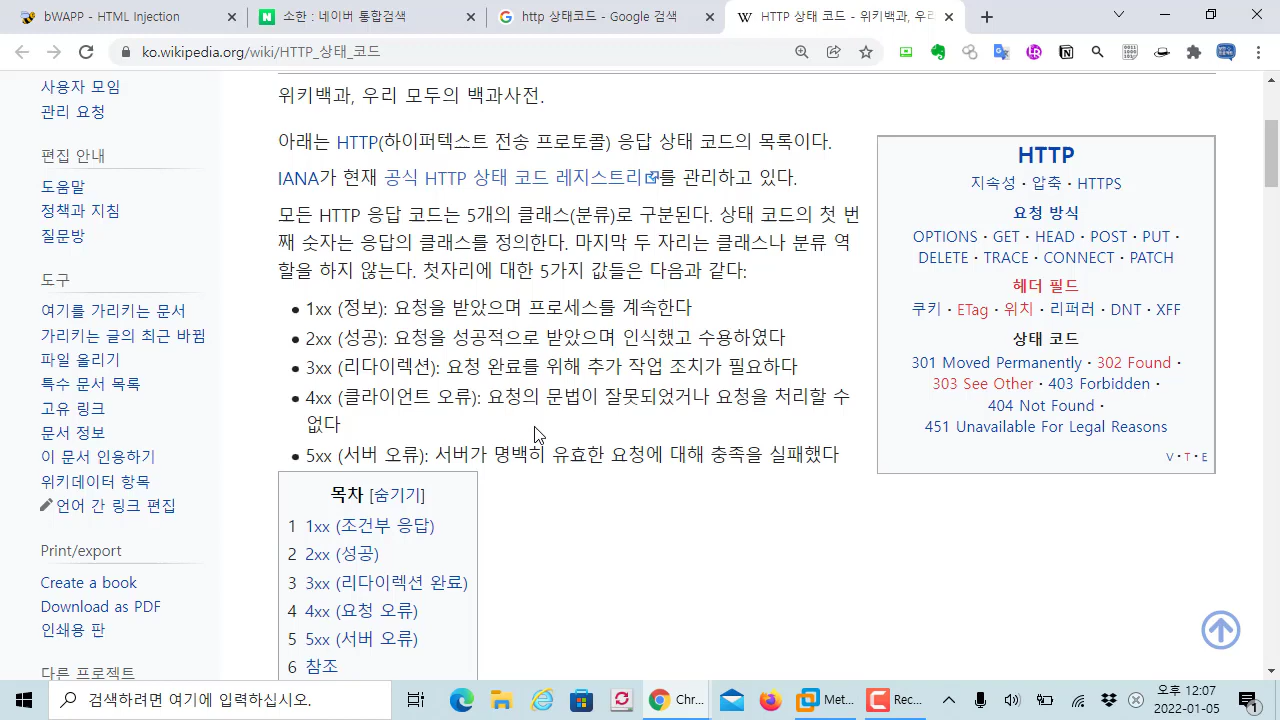 bWAPP - HTML Injection
소한 : 네이버 통합검색
http 상태코드 - Google 검색
HTTP 상태 코드 - 위키백과, 우리
ko.wikipedia.org/wiki/HTTP_상태_코드
사용자 모임
관리 요청
편집 안내
도움말
정책과 지침
질문방
도구
여기를 가리키는 문서
가리키는 글의 최근 바뀜
파일 올리기
특수 문서 목록
고유 링크
문서 정보
이 문서 인용하기
위키데이터 항목
언어 간 링크 편집
Print/export
Create a book
Download as PDF
인쇄용 판
다른 프로젝트
위키백과, 우리 모두의 백과사전.
아래는 HTTP(하이퍼텍스트 전송 프로토콜) 응답 상태 코드의 목록이다.
IANA가 현재 공식 HTTP 상태 코드 레지스트리를 관리하고 있다.
모든 HTTP 응답 코드는 5개의 클래스(분류)로 구분된다. 상태 코드의 첫 번
째 숫자는 응답의 클래스를 정의한다. 마지막 두 자리는 클래스나 분류 역
할을 하지 않는다. 첫자리에 대한 5가지 값들은 다음과 같다:
• 1xx (정보): 요청을 받았으며 프로세스를 계속한다
• 2xx (성공): 요청을 성공적으로 받았으며 인식했고 수용하였다
• 3xx (리다이렉션): 요청 완료를 위해 추가 작업 조치가 필요하다
• 4xx (클라이언트 오류): 요청의 문법이 잘못되었거나 요청을 처리할 수
없다
• 5xx (서버 오류): 서버가 명백히 유효한 요청에 대해 충족을 실패했다
목차 [숨기기]
1 1xx (조건부 응답)
2 2xx (성공)
3 3xx (리다이렉션 완료)
4 4xx (요청 오류)
5 5xx (서버 오류)
6 참조
HTTP
지속성 · 압축 · HTTPS
요청 방식
OPTIONS · GET · HEAD · POST · PUT ·
DELETE · TRACE · CONNECT · PATCH
헤더 필드
쿠키 · ETag · 위치 · 리퍼러 · DNT · XFF
상태 코드
301 Moved Permanently · 302 Found ·
303 See Other · 403 Forbidden ·
404 Not Found ·
451 Unavailable For Legal Reasons
V · T · E
검색하려면 여기에 입력하십시오.
Chr...
Met...
Rec...
오후 12:07
2022-01-05